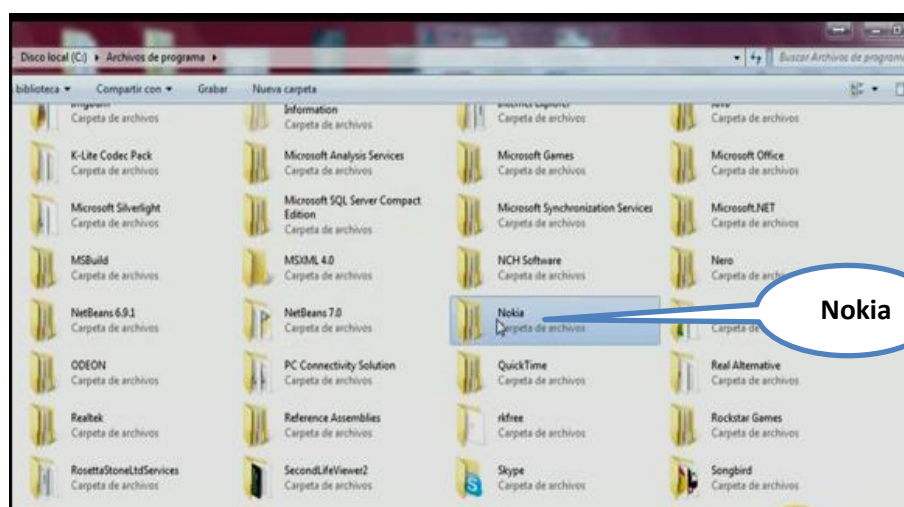 Disco local (C:) ▸ Archivos de programa ▸
Buscar Archivos de programa
biblioteca Compartir con Grabar Nueva carpeta
Carpeta de archivos
Information
Carpeta de archivos
Internet Explorer
Carpeta de archivos
Carpeta de archivos
K-Lite Codec Pack
Carpeta de archivos
Microsoft Analysis Services
Carpeta de archivos
Microsoft Games
Carpeta de archivos
Microsoft Office
Carpeta de archivos
Microsoft Silverlight
Carpeta de archivos
Microsoft SQL Server Compact
Edition
Carpeta de archivos
Microsoft Synchronization Services
Carpeta de archivos
Microsoft.NET
Carpeta de archivos
MSBuild
Carpeta de archivos
MSXML 4.0
Carpeta de archivos
NCH Software
Carpeta de archivos
Nero
Carpeta de
NetBeans 6.9.1
Carpeta de archivos
NetBeans 7.0
Carpeta de archivos
Nokia
Carpeta de archivos
Carpeta de
Nokia
ODEON
Carpeta de archivos
PC Connectivity Solution
Carpeta de archivos
QuickTime
Carpeta de archivos
Real Alternative
Carpeta de archivos
Realtek
Carpeta de archivos
Reference Assemblies
Carpeta de archivos
rkfree
Carpeta de archivos
Rockstar Games
Carpeta de archivos
RosettaStoneLtdServices
Carpeta de archivos
SecondLifeViewer2
Carpeta de archivos
Skype
Carpeta de archivos
Songbird
Carpeta de archivos